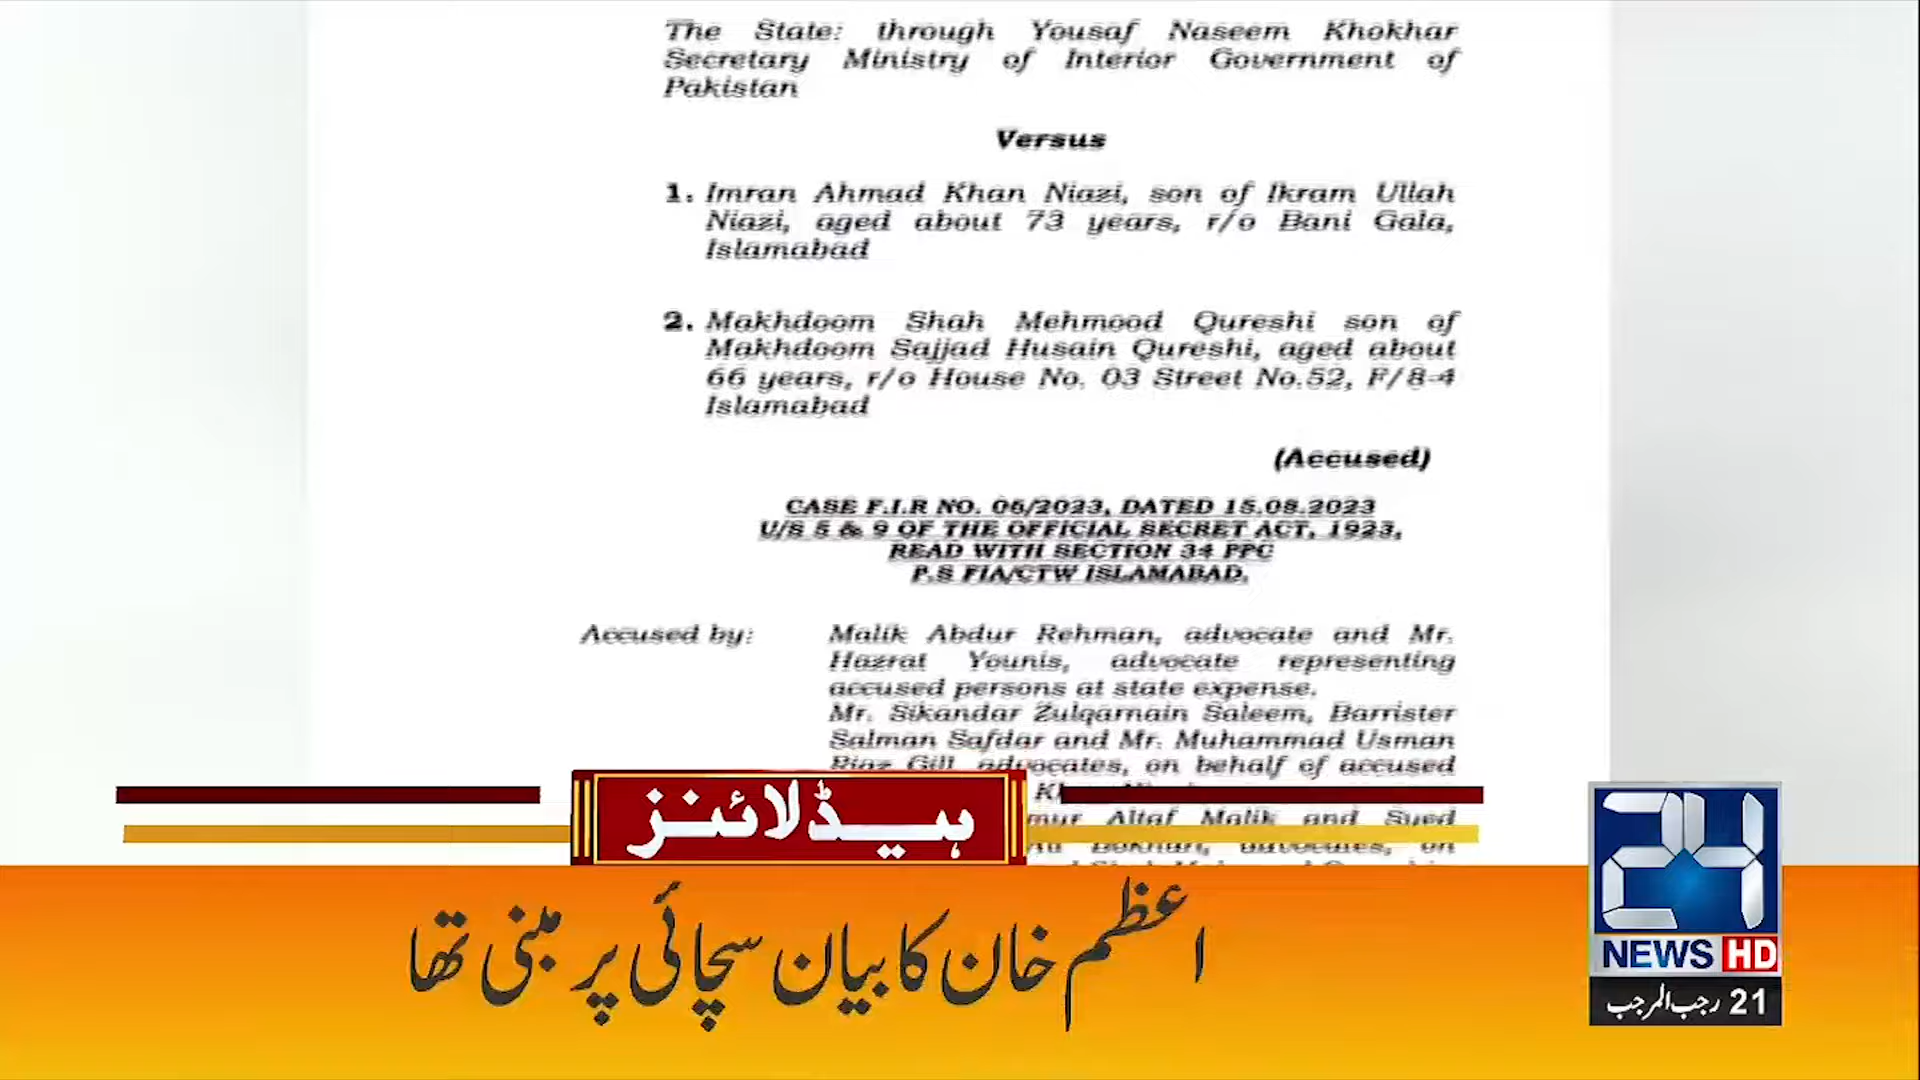 The State: through Yousaf Naseem Khokhar
Secretary Ministry of Interior Government of
Pakistan
Versus
1. Imran Ahmad Khan Niazi, son of Ikram Ullah
Niazi, aged about 73 years, r/o Bani Gala,
Islamabad
2. Makhdoom Shah Mehmood Qureshi son of
Makhdoom Sajjad Husain Qureshi, aged about
66 years, r/o House No. 03 Street No.52, F/8-4
Islamabad
(Accused)
CASE F.I.R NO. 06/2023, DATED 15.08.2023
U/S 5 & 9 OF THE OFFICIAL SECRET ACT, 1923,
READ WITH SECTION 34 PPC
P.S FIA/CTW ISLAMABAD.
Accused by: Malik Abdur Rehman, advocate and Mr.
Hazrat Younis, advocate representing
accused persons at state expense.
Mr. Sikandar Zulqarnain Saleem, Barrister
Salman Safdar and Mr. Muhammad Usman
Riaz Gill, advocates, on behalf of accused
Altaf Malik and Syed
advocates, on
ہیڈلائنز
اعظم خان کا بیان سچائی پر مبنی تھا
24
NEWS HD
21 رجب المرجب